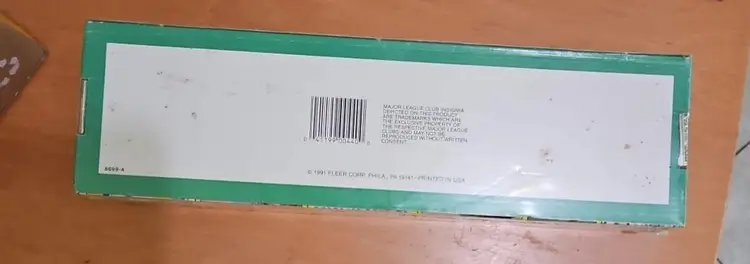 MAJOR LEAGUE CLUB INSIGNIA
DEPICTED ON THIS PRODUCT
ARE TRADEMARKS WHICH ARE
THE EXCLUSIVE PROPERTY OF
THE RESPECTIVE MAJOR LEAGUE
CLUBS AND MAY NOT BE
REPRODUCED WITHOUT WRITTEN
CONSENT.
© 1991 FLEER CORP. PHILA., PA 19141—PRINTED IN USA